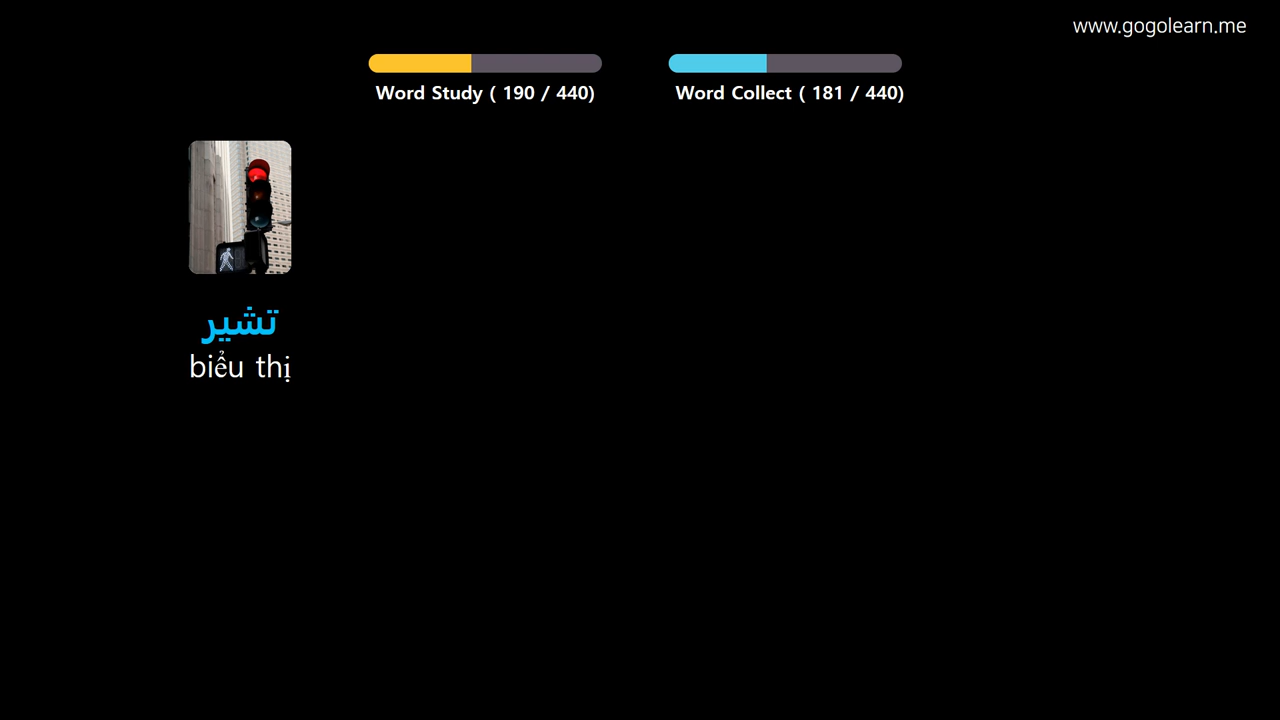 www.gogolearn.me
Word Study ( 190 / 440)
Word Collect ( 181 / 440)
تشير
biểu thị